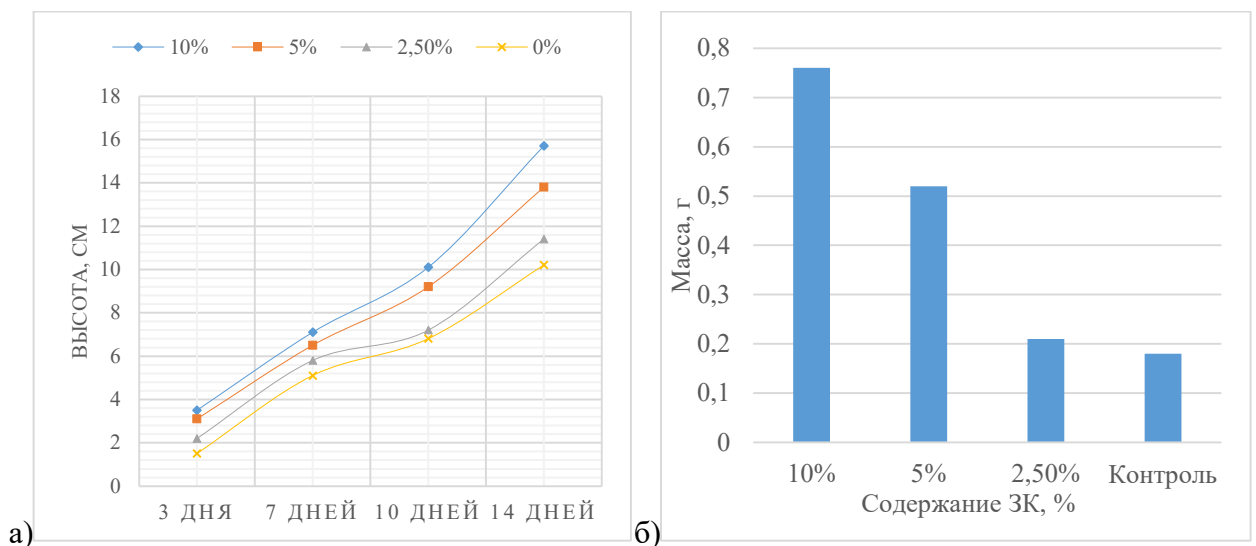 10% 5% 2,50% 0%
18
16
14
12
10
8
6
4
2
0
ВЫСОТА, СМ
3 ДНЯ 7 ДНЕЙ 10 ДНЕЙ 14 ДНЕЙ
а)
0,8
0,7
0,6
0,5
0,4
0,3
0,2
0,1
0
Масса, г
10% 5% 2,50% Контроль
Содержание ЗК, %
б)